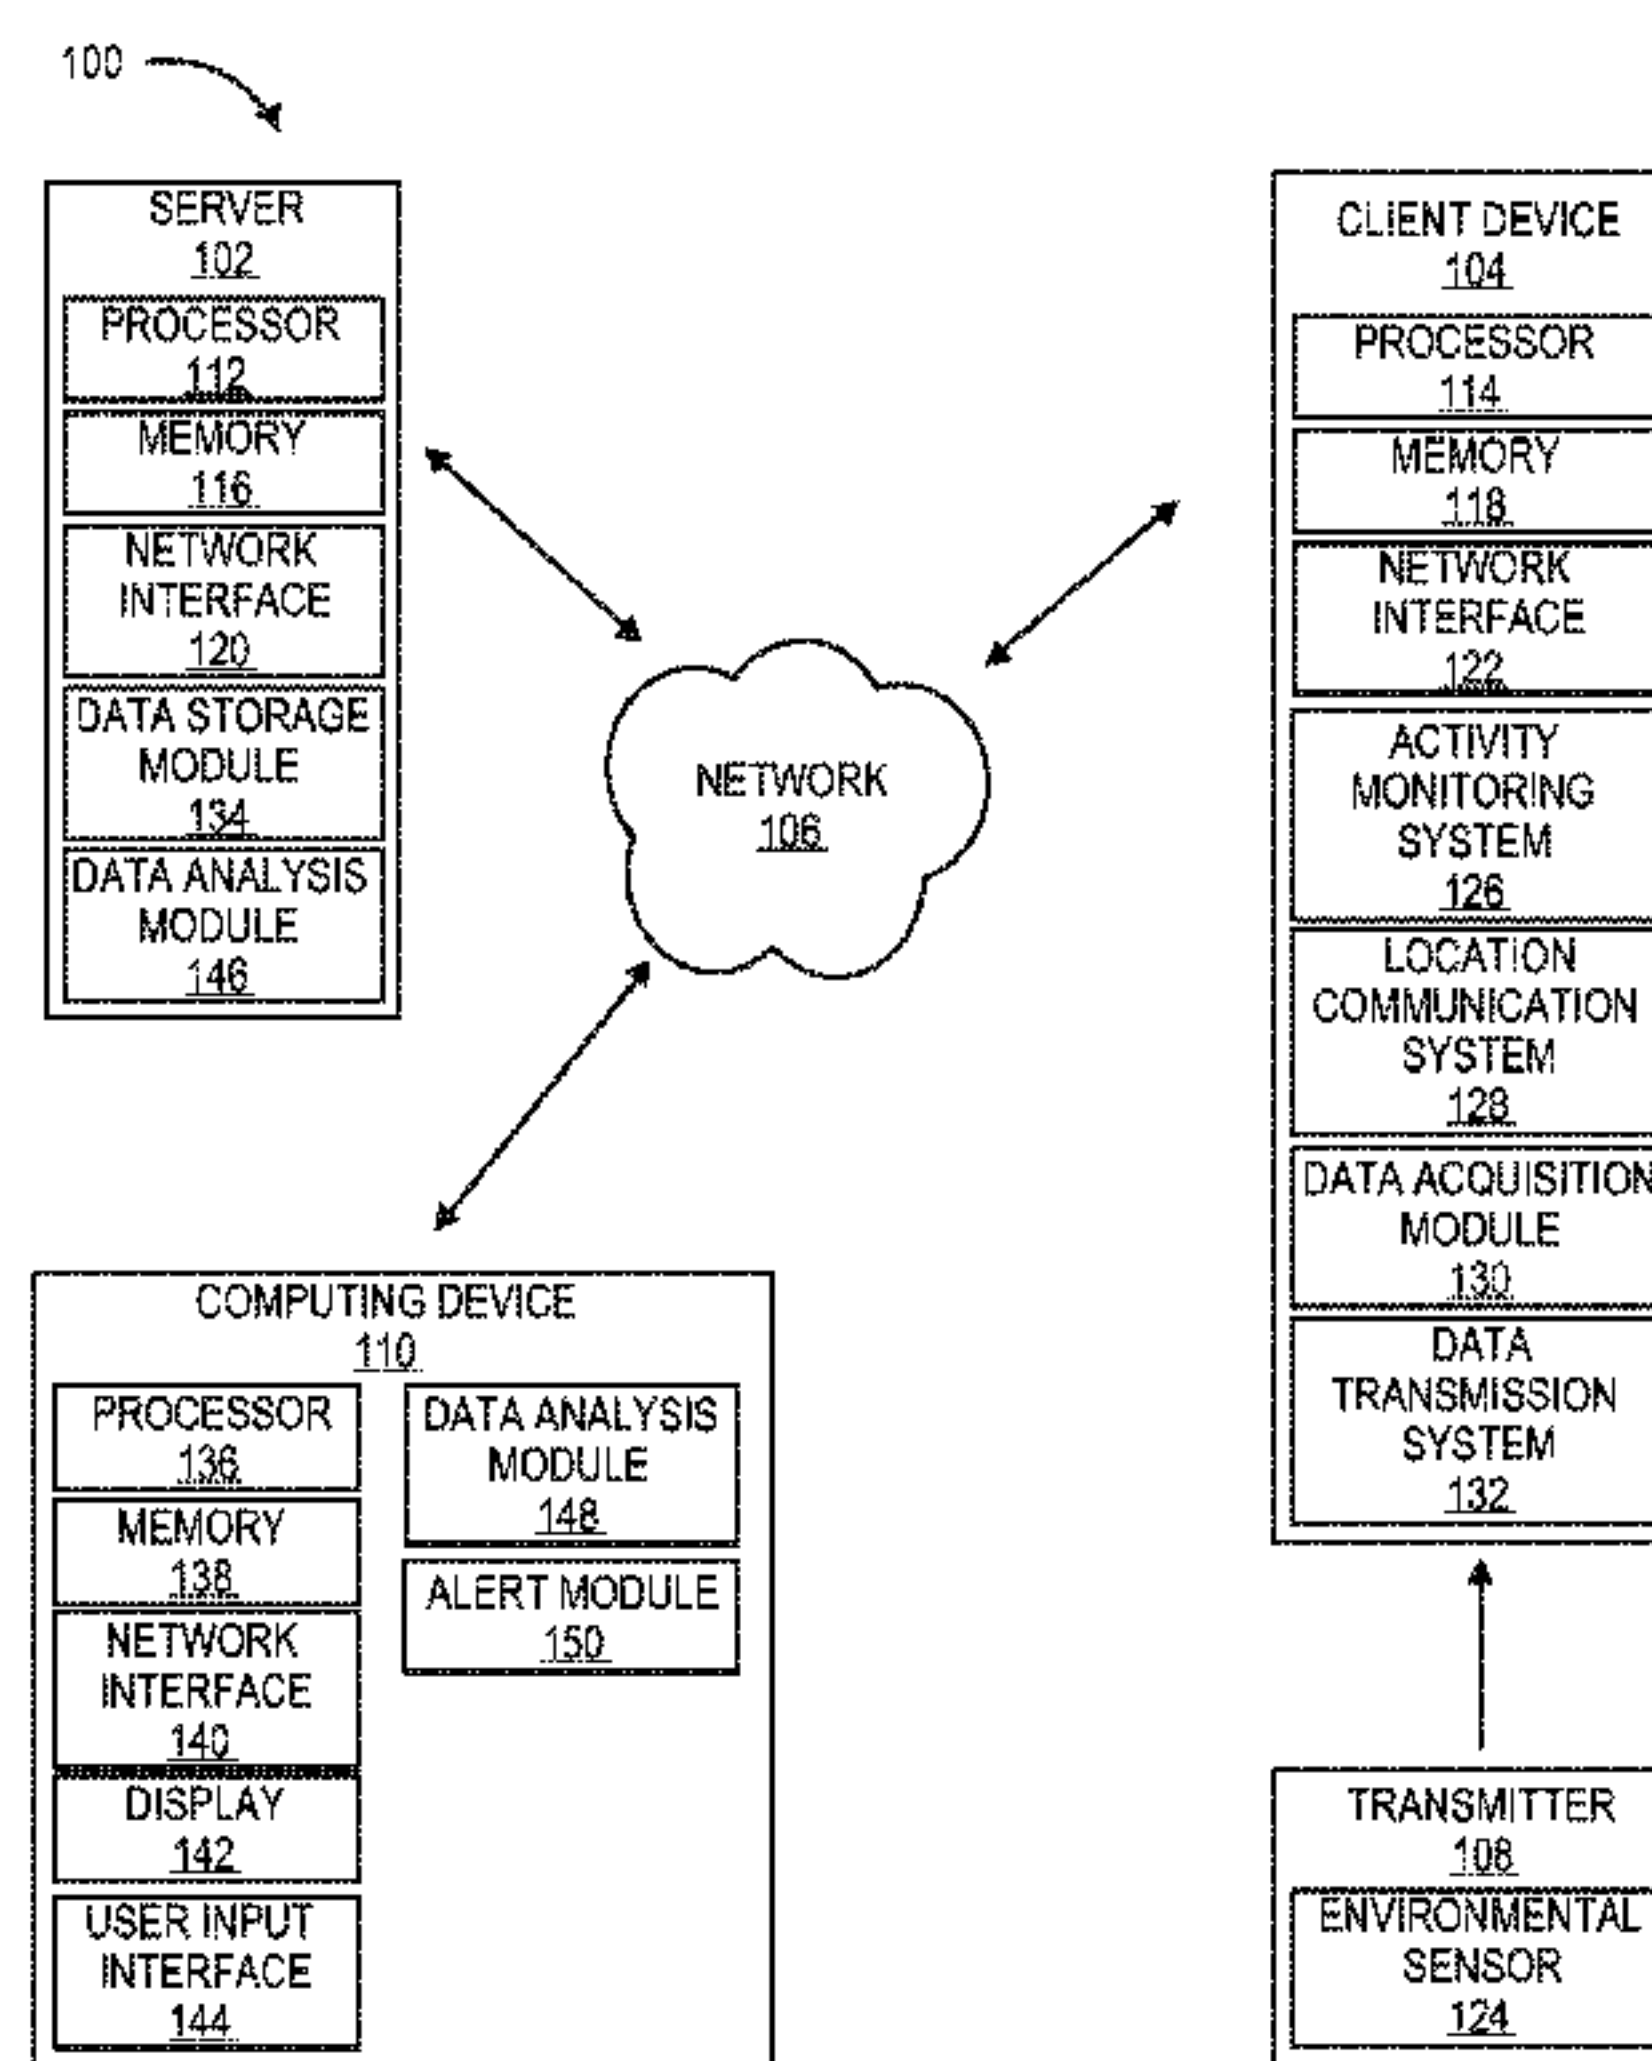 100
SERVER
102
PROCESSOR
112
MEMORY
116
NETWORK
INTERFACE
120
DATA STORAGE
MODULE
134
DATA ANALYSIS
MODULE
146
NETWORK
106
CLIENT DEVICE
104
PROCESSOR
114
MEMORY
118
NETWORK
INTERFACE
122
ACTIVITY
MONITORING
SYSTEM
126
LOCATION
COMMUNICATION
SYSTEM
128
DATA ACQUISITION
MODULE
130
DATA
TRANSMISSION
SYSTEM
132
COMPUTING DEVICE
110
PROCESSOR
136
MEMORY
138
NETWORK
INTERFACE
140
DISPLAY
142
USER INPUT
INTERFACE
144
DATA ANALYSIS
MODULE
148
ALERT MODULE
150
TRANSMITTER
108
ENVIRONMENTAL
SENSOR
124